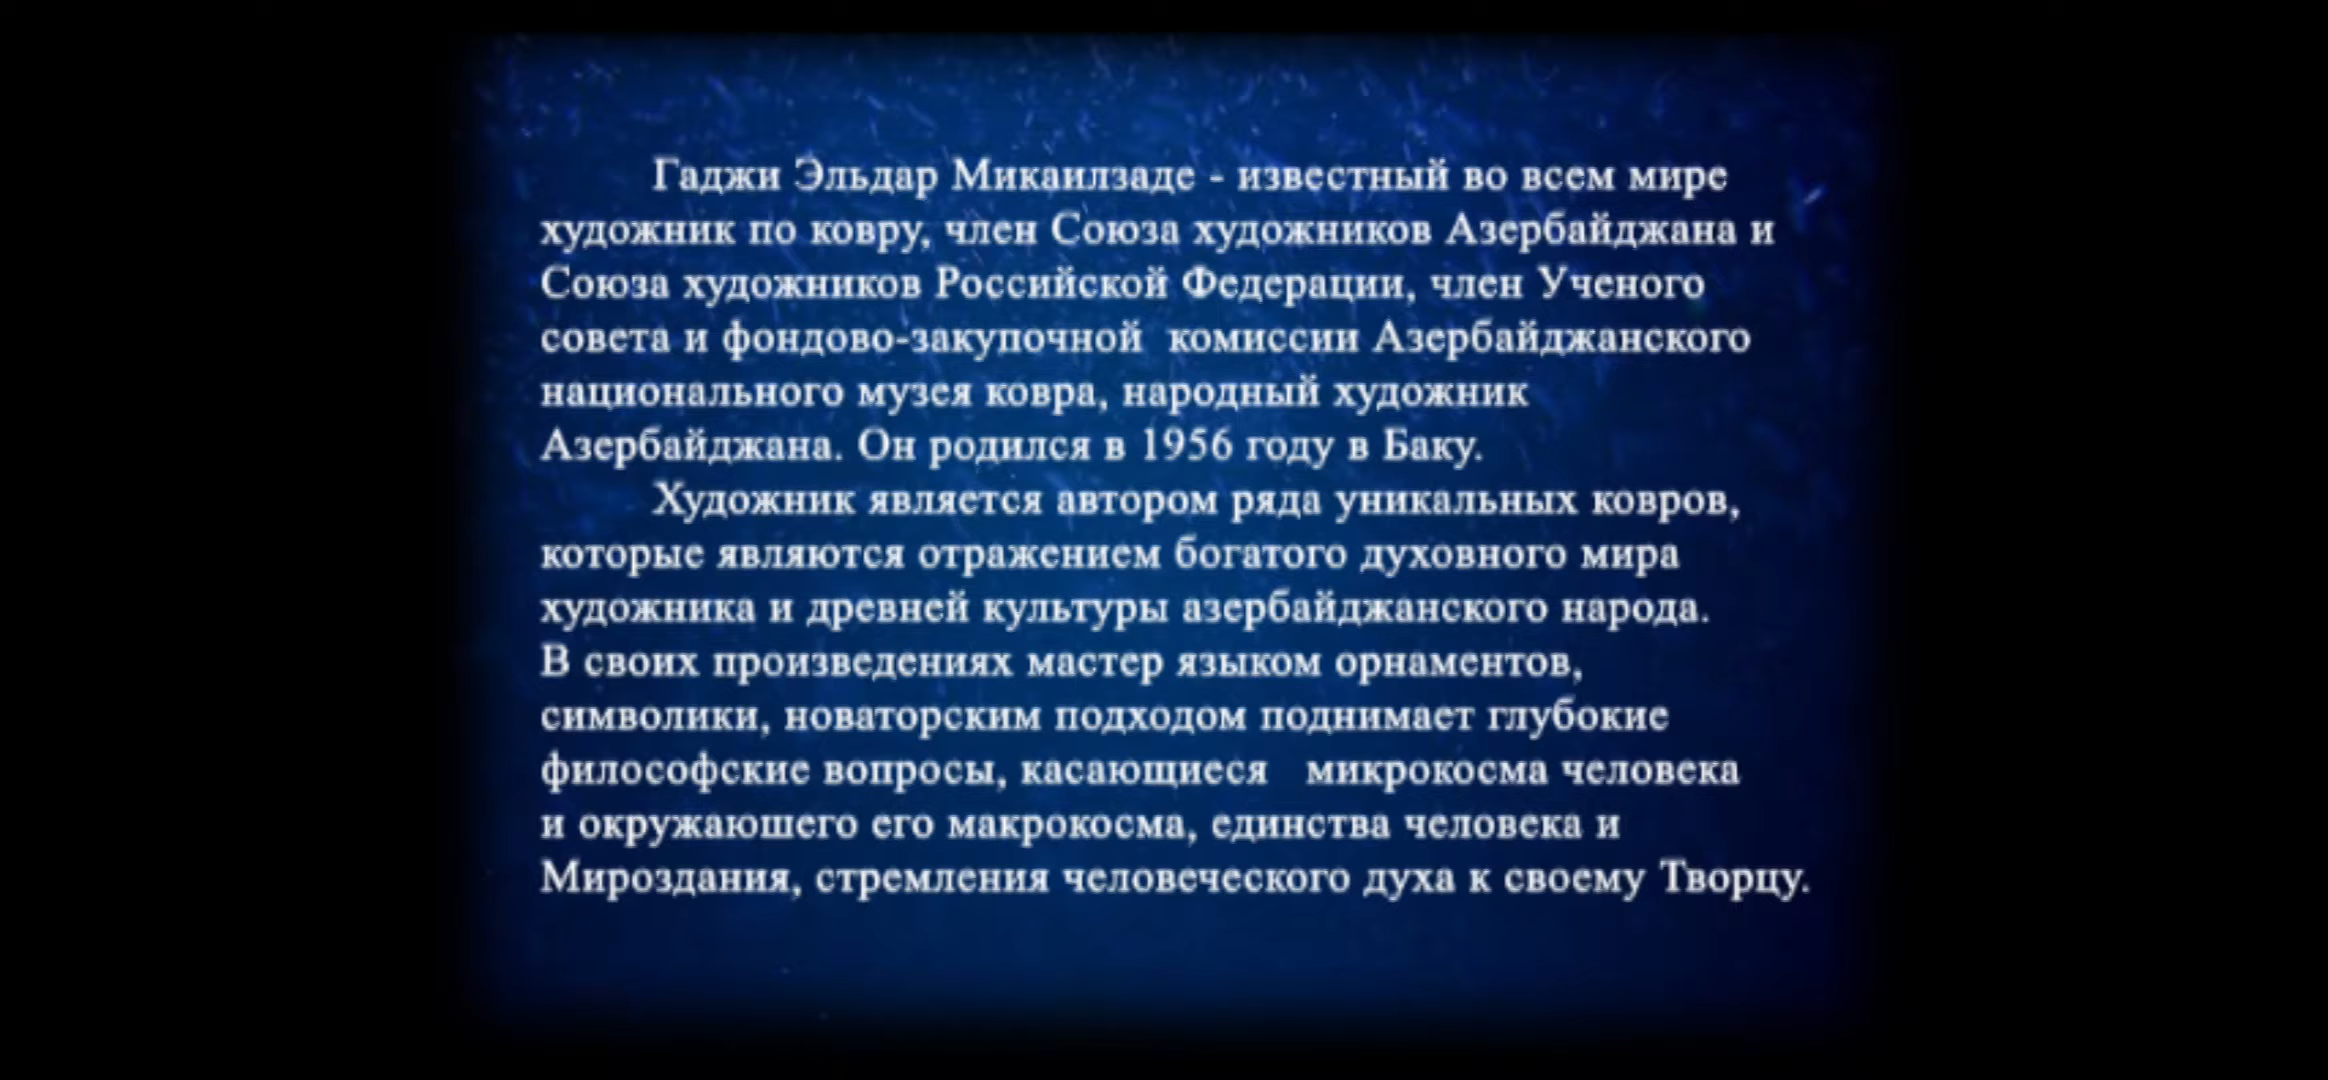 Гаджи Эльдар Микаилзаде - известный во всем мире
художник по ковру, член Союза художников Азербайджана и
Союза художников Российской Федерации, член Ученого
совета и фондово-закупочной комиссии Азербайджанского
национального музея ковра, народный художник
Азербайджана. Он родился в 1956 году в Баку.
Художник является автором ряда уникальных ковров,
которые являются отражением богатого духовного мира
художника и древней культуры азербайджанского народа.
В своих произведениях мастер языком орнаментов,
символики, новаторским подходом поднимает глубокие
философские вопросы, касающиеся микрокосма человека
и окружаюшего его макрокосма, единства человека и
Мироздания, стремления человеческого духа к своему Творцу.